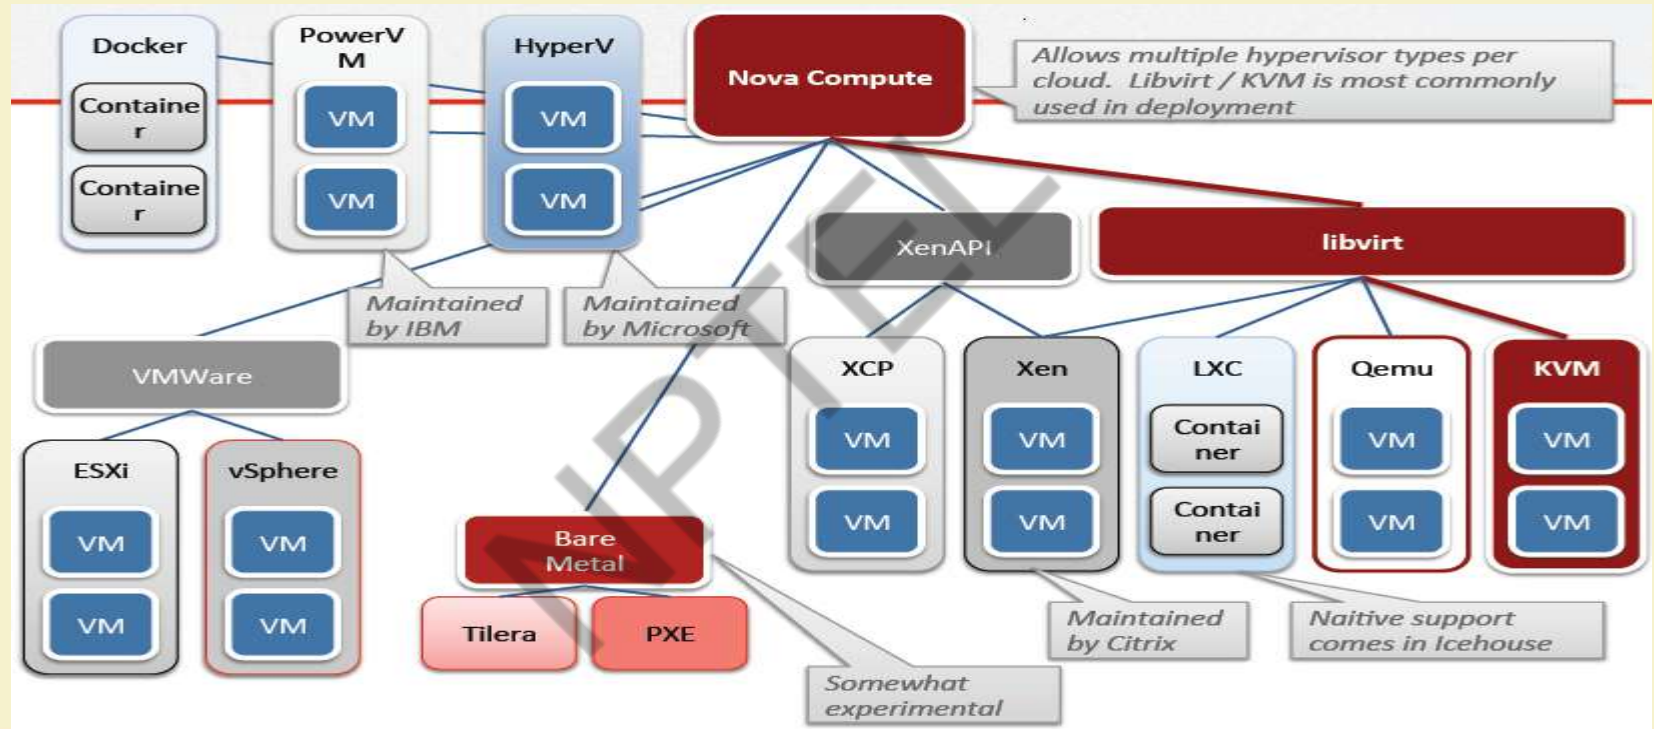 Docker
Containe
r
Containe
r
PowerV
M
VM
VM
HyperV
VM
VM
Nova Compute
Allows multiple hypervisor types per
cloud. Libvirt / KVM is most commonly
used in deployment
Maintained
by IBM
Maintained
by Microsoft
XenAPI
libvirt
VMWare
ESXi
VM
VM
vSphere
VM
VM
Bare
Metal
Tilera
PXE
Somewhat
experimental
XCP
VM
VM
Xen
VM
VM
LXC
Contai
ner
Contai
ner
Qemu
VM
VM
KVM
VM
VM
Maintained
by Citrix
Naitive support
comes in Icehouse
NPTEL